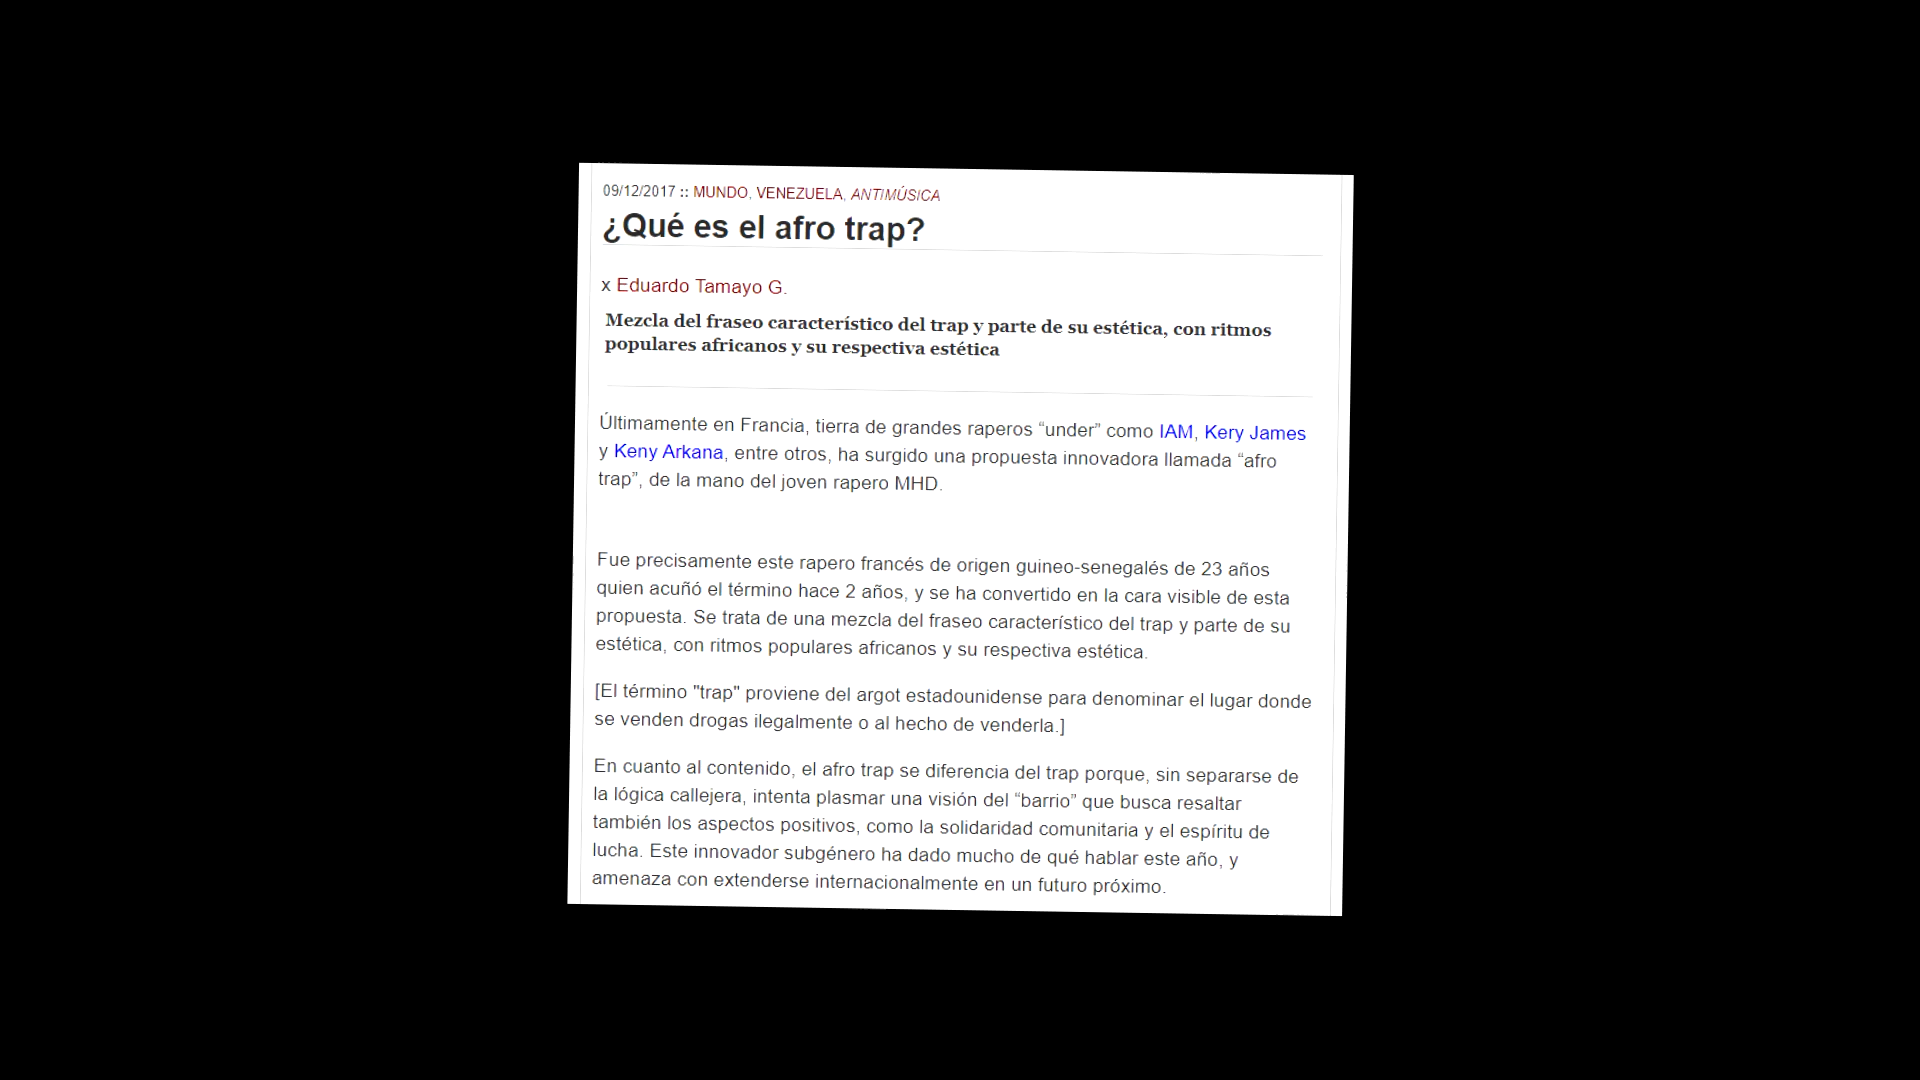 09/12/2017 :: MUNDO, VENEZUELA, ANTIMÚSICA
¿Qué es el afro trap?
x Eduardo Tamayo G.
Mezcla del fraseo característico del trap y parte de su estética, con ritmos
populares africanos y su respectiva estética
Últimamente en Francia, tierra de grandes raperos “under” como IAM, Kery James
y Keny Arkana, entre otros, ha surgido una propuesta innovadora llamada “afro
trap”, de la mano del joven rapero MHD.
Fue precisamente este rapero francés de origen guineo-senegalés de 23 años
quien acuñó el término hace 2 años, y se ha convertido en la cara visible de esta
propuesta. Se trata de una mezcla del fraseo característico del trap y parte de su
estética, con ritmos populares africanos y su respectiva estética.
[El término "trap" proviene del argot estadounidense para denominar el lugar donde
se venden drogas ilegalmente o al hecho de venderla.]
En cuanto al contenido, el afro trap se diferencia del trap porque, sin separarse de
la lógica callejera, intenta plasmar una visión del “barrio” que busca resaltar
también los aspectos positivos, como la solidaridad comunitaria y el espíritu de
lucha. Este innovador subgénero ha dado mucho de qué hablar este año, y
amenaza con extenderse internacionalmente en un futuro próximo.